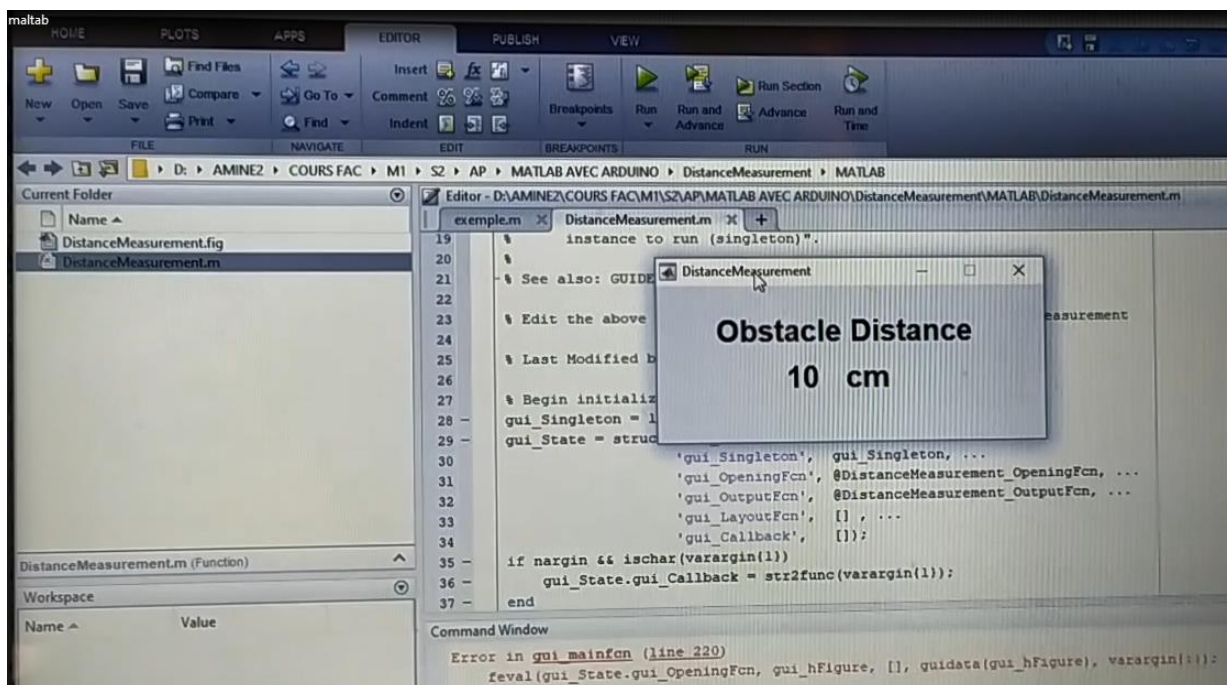 maltab
HOME PLOTS APPS EDITOR PUBLISH VIEW
New Open Save
Find Files
Compare
Print
Go To
Find
Insert
Comment
Indent
fx
Breakpoints
Run
Run and Advance
Run Section
Advance
Run and Time
FILE NAVIGATE EDIT BREAKPOINTS RUN
D: AMINE2 COURS FAC M1 S2 AP MATLAB AVEC ARDUINO DistanceMeasurement MATLAB
Current Folder
Name
DistanceMeasurement.fig
DistanceMeasurement.m
DistanceMeasurement.m (Function)
Workspace
Name Value
Editor - D:\AMINE2\COURS FAC\M1\S2\AP\MATLAB AVEC ARDUINO\DistanceMeasurement\MATLAB\DistanceMeasurement.m
exemple.m DistanceMeasurement.m +
19 % instance to run (singleton)".
20 %
21 % See also: GUIDE
22
23 % Edit the above easurement
24
25 % Last Modified b
26
27 % Begin initializ
28 - gui_Singleton = 1
29 - gui_State = struc
30 'gui_Singleton', gui_Singleton, ...
31 'gui_OpeningFcn', @DistanceMeasurement_OpeningFcn, ...
32 'gui_OutputFcn', @DistanceMeasurement_OutputFcn, ...
33 'gui_LayoutFcn', [] , ...
34 'gui_Callback', []);
35 - if nargin && ischar(varargin{1})
36 - gui_State.gui_Callback = str2func(varargin{1});
37 - end
DistanceMeasurement
Obstacle Distance
10 cm
Command Window
Error in gui_mainfcn (line 220)
feval(gui_State.gui_OpeningFcn, gui_hFigure, [], guidata(gui_hFigure), varargin{:});